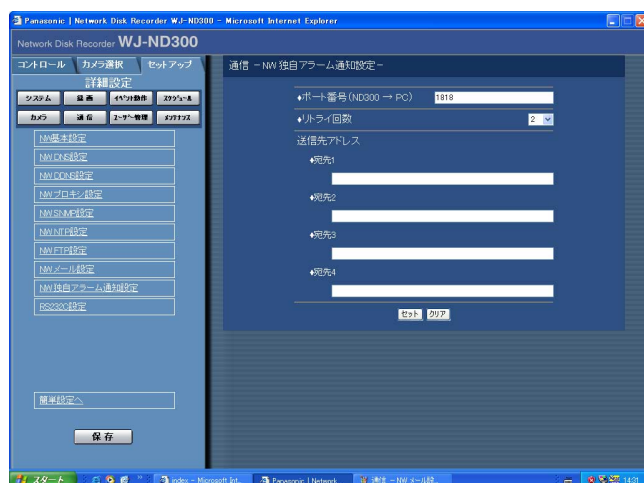 Panasonic | Network Disk Recorder WJ-ND300 - Microsoft Internet Explorer
Network Disk Recorder WJ-ND300
コントロール カメラ選択 セットアップ
詳細設定
システム 録画 イベント動作 スケジュール
カメラ 通信 ユーザー管理 メンテナンス
NW基本設定
NW DNS設定
NW DDNS設定
NWプロキシ設定
NW SNMP設定
NW NTP設定
NW FTP設定
NWメール設定
NW独自アラーム通知設定
RS232C設定
簡単設定へ
保存
通信 -NW 独自アラーム通知設定-
♦ポート番号(ND300 → PC) 1818
♦リトライ回数 2
送信先アドレス
♦宛先1
♦宛先2
♦宛先3
♦宛先4
セット クリア
スタート index - Microsoft Int... Panasonic | Network... 通信 - NW メール設... 14:21